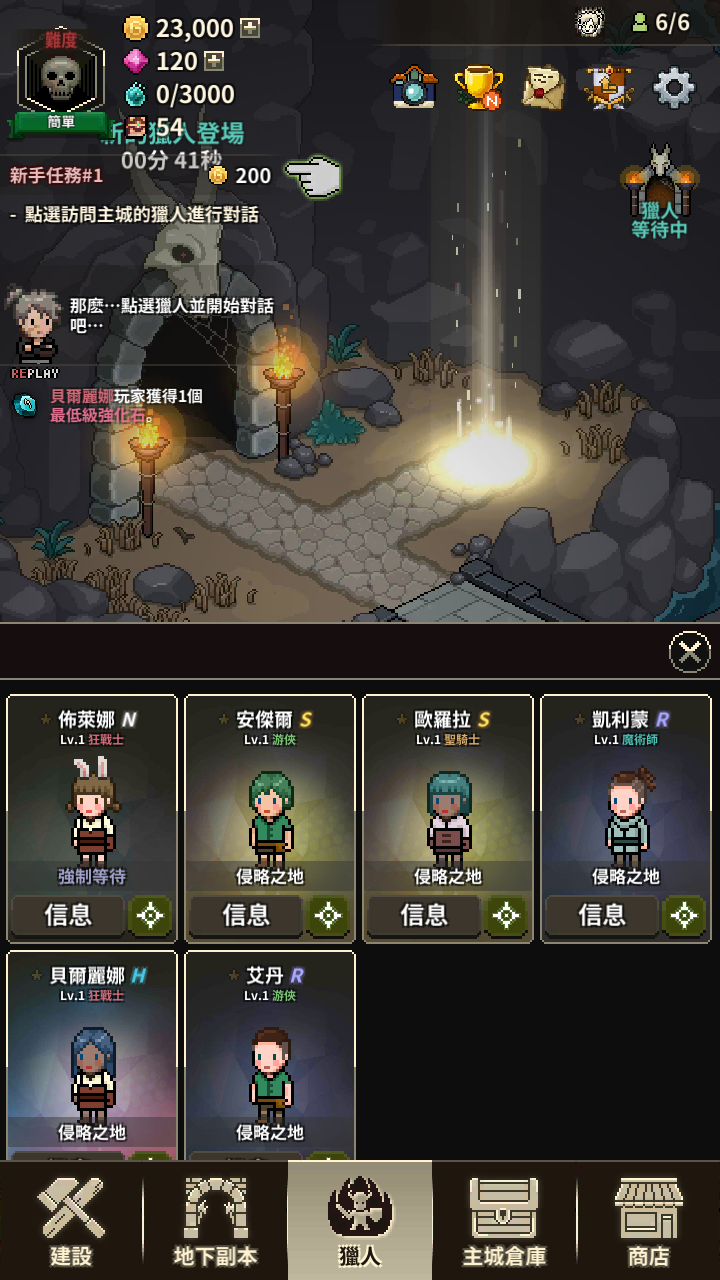 23,000
6/6
難度
120
0/3000
簡單
54
新的獵人登場
00分 41秒
新手任務#1
200
獵人
等待中
- 點選訪問主城的獵人進行對話
那麽⋯點選獵人並開始對話
吧⋯
REPLAY
貝爾麗娜玩家獲得1個
最低級強化石。
佈萊娜 N
Lv.1 狂戰士
強制等待
信息
安傑爾 S
Lv.1 游俠
侵略之地
信息
歐羅拉 S
Lv.1 聖騎士
侵略之地
信息
凱利蒙 R
Lv.1 魔術師
侵略之地
信息
貝爾麗娜 H
Lv.1 狂戰士
侵略之地
艾丹 R
Lv.1 游俠
侵略之地
建設
地下副本
獵人
主城倉庫
商店